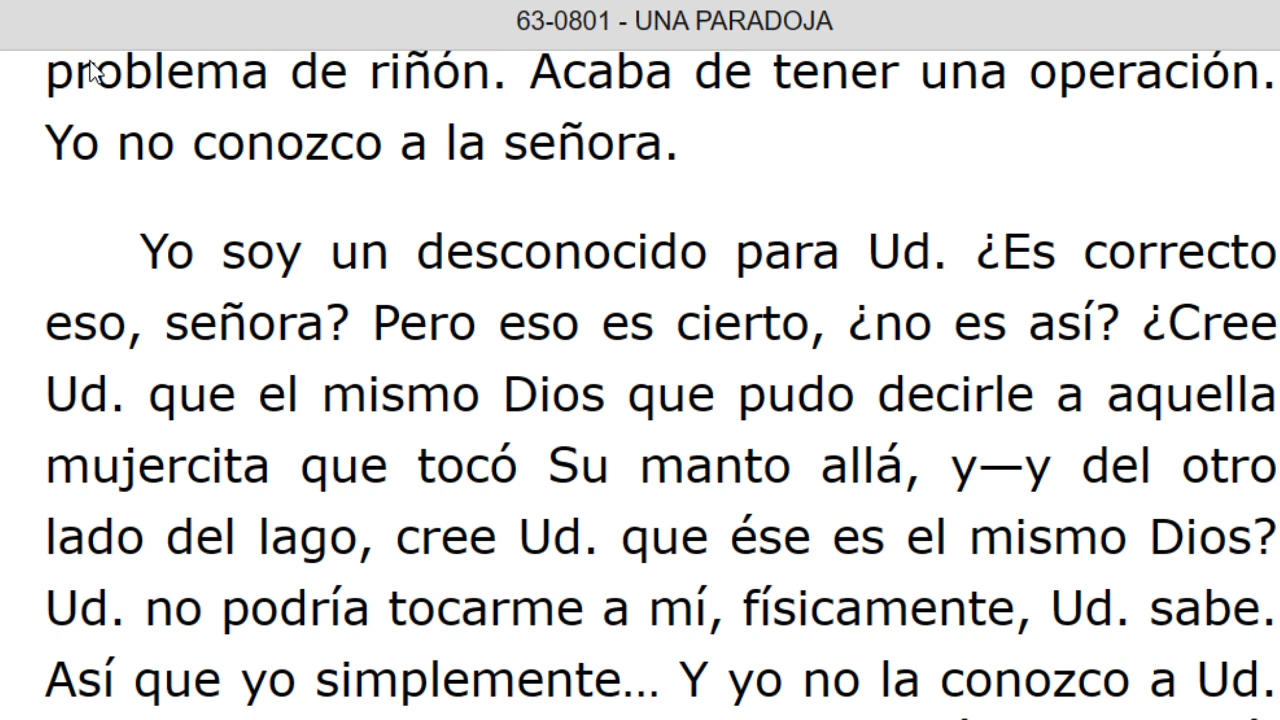 63-0801 - UNA PARADOJA
problema de riñón. Acaba de tener una operación.
Yo no conozco a la señora.
Yo soy un desconocido para Ud. ¿Es correcto
eso, señora? Pero eso es cierto, ¿no es así? ¿Cree
Ud. que el mismo Dios que pudo decirle a aquella
mujercita que tocó Su manto allá, y—y del otro
lado del lago, cree Ud. que ése es el mismo Dios?
Ud. no podría tocarme a mí, físicamente, Ud. sabe.
Así que yo simplemente... Y yo no la conozco a Ud.